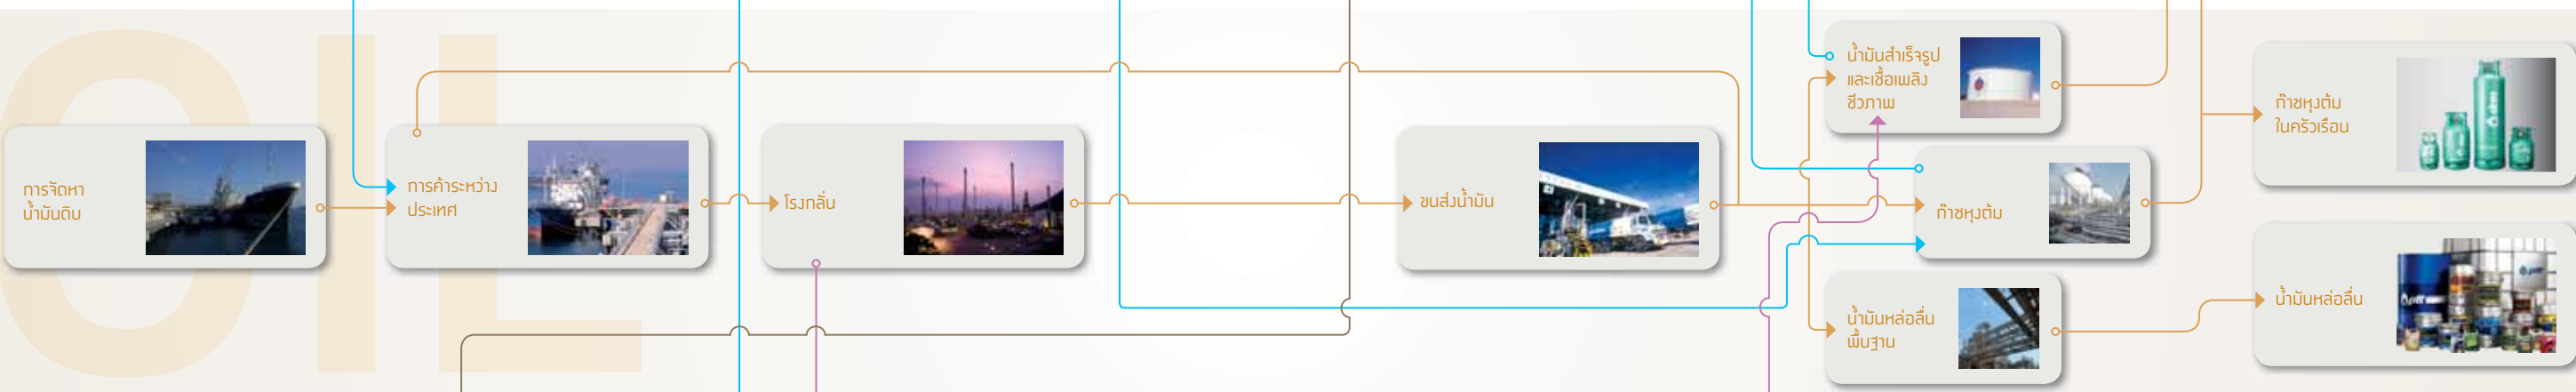 OIL
การจัดหา
น้ำมันดิบ
การค้าระหว่าง
ประเทศ
โรงกลั่น
ขนส่งน้ำมัน
น้ำมันสำเร็จรูป
และเชื้อเพลิง
ชีวภาพ
ก๊าซหุงต้ม
น้ำมันหล่อลื่น
พื้นฐาน
ก๊าซหุงต้ม
ในครัวเรือน
น้ำมันหล่อลื่น